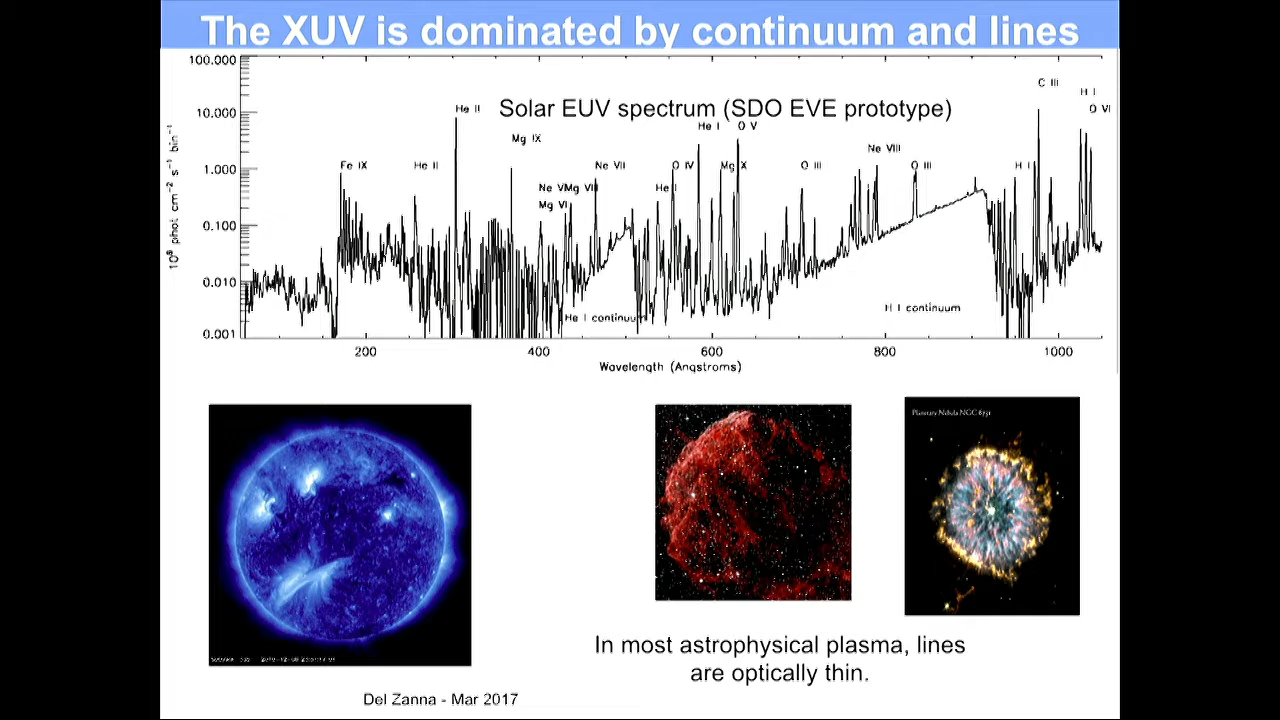 The XUV is dominated by continuum and lines
100.000
10.000
1.000
0.100
0.010
0.001
10⁹ phot cm⁻² s⁻¹ bin⁻¹
Solar EUV spectrum (SDO EVE prototype)
Fe IX
He II
He II
Mg IX
Ne V Mg VII
Mg VI
Ne VII
He I
O IV
He I
O V
Mg X
O III
Ne VIII
O III
H I
C III
H I
O VI
He I continuum
H I continuum
200
400
600
800
1000
Wavelength (Angstroms)
Planetary Nebula NGC 6751
In most astrophysical plasma, lines
are optically thin.
Del Zanna - Mar 2017